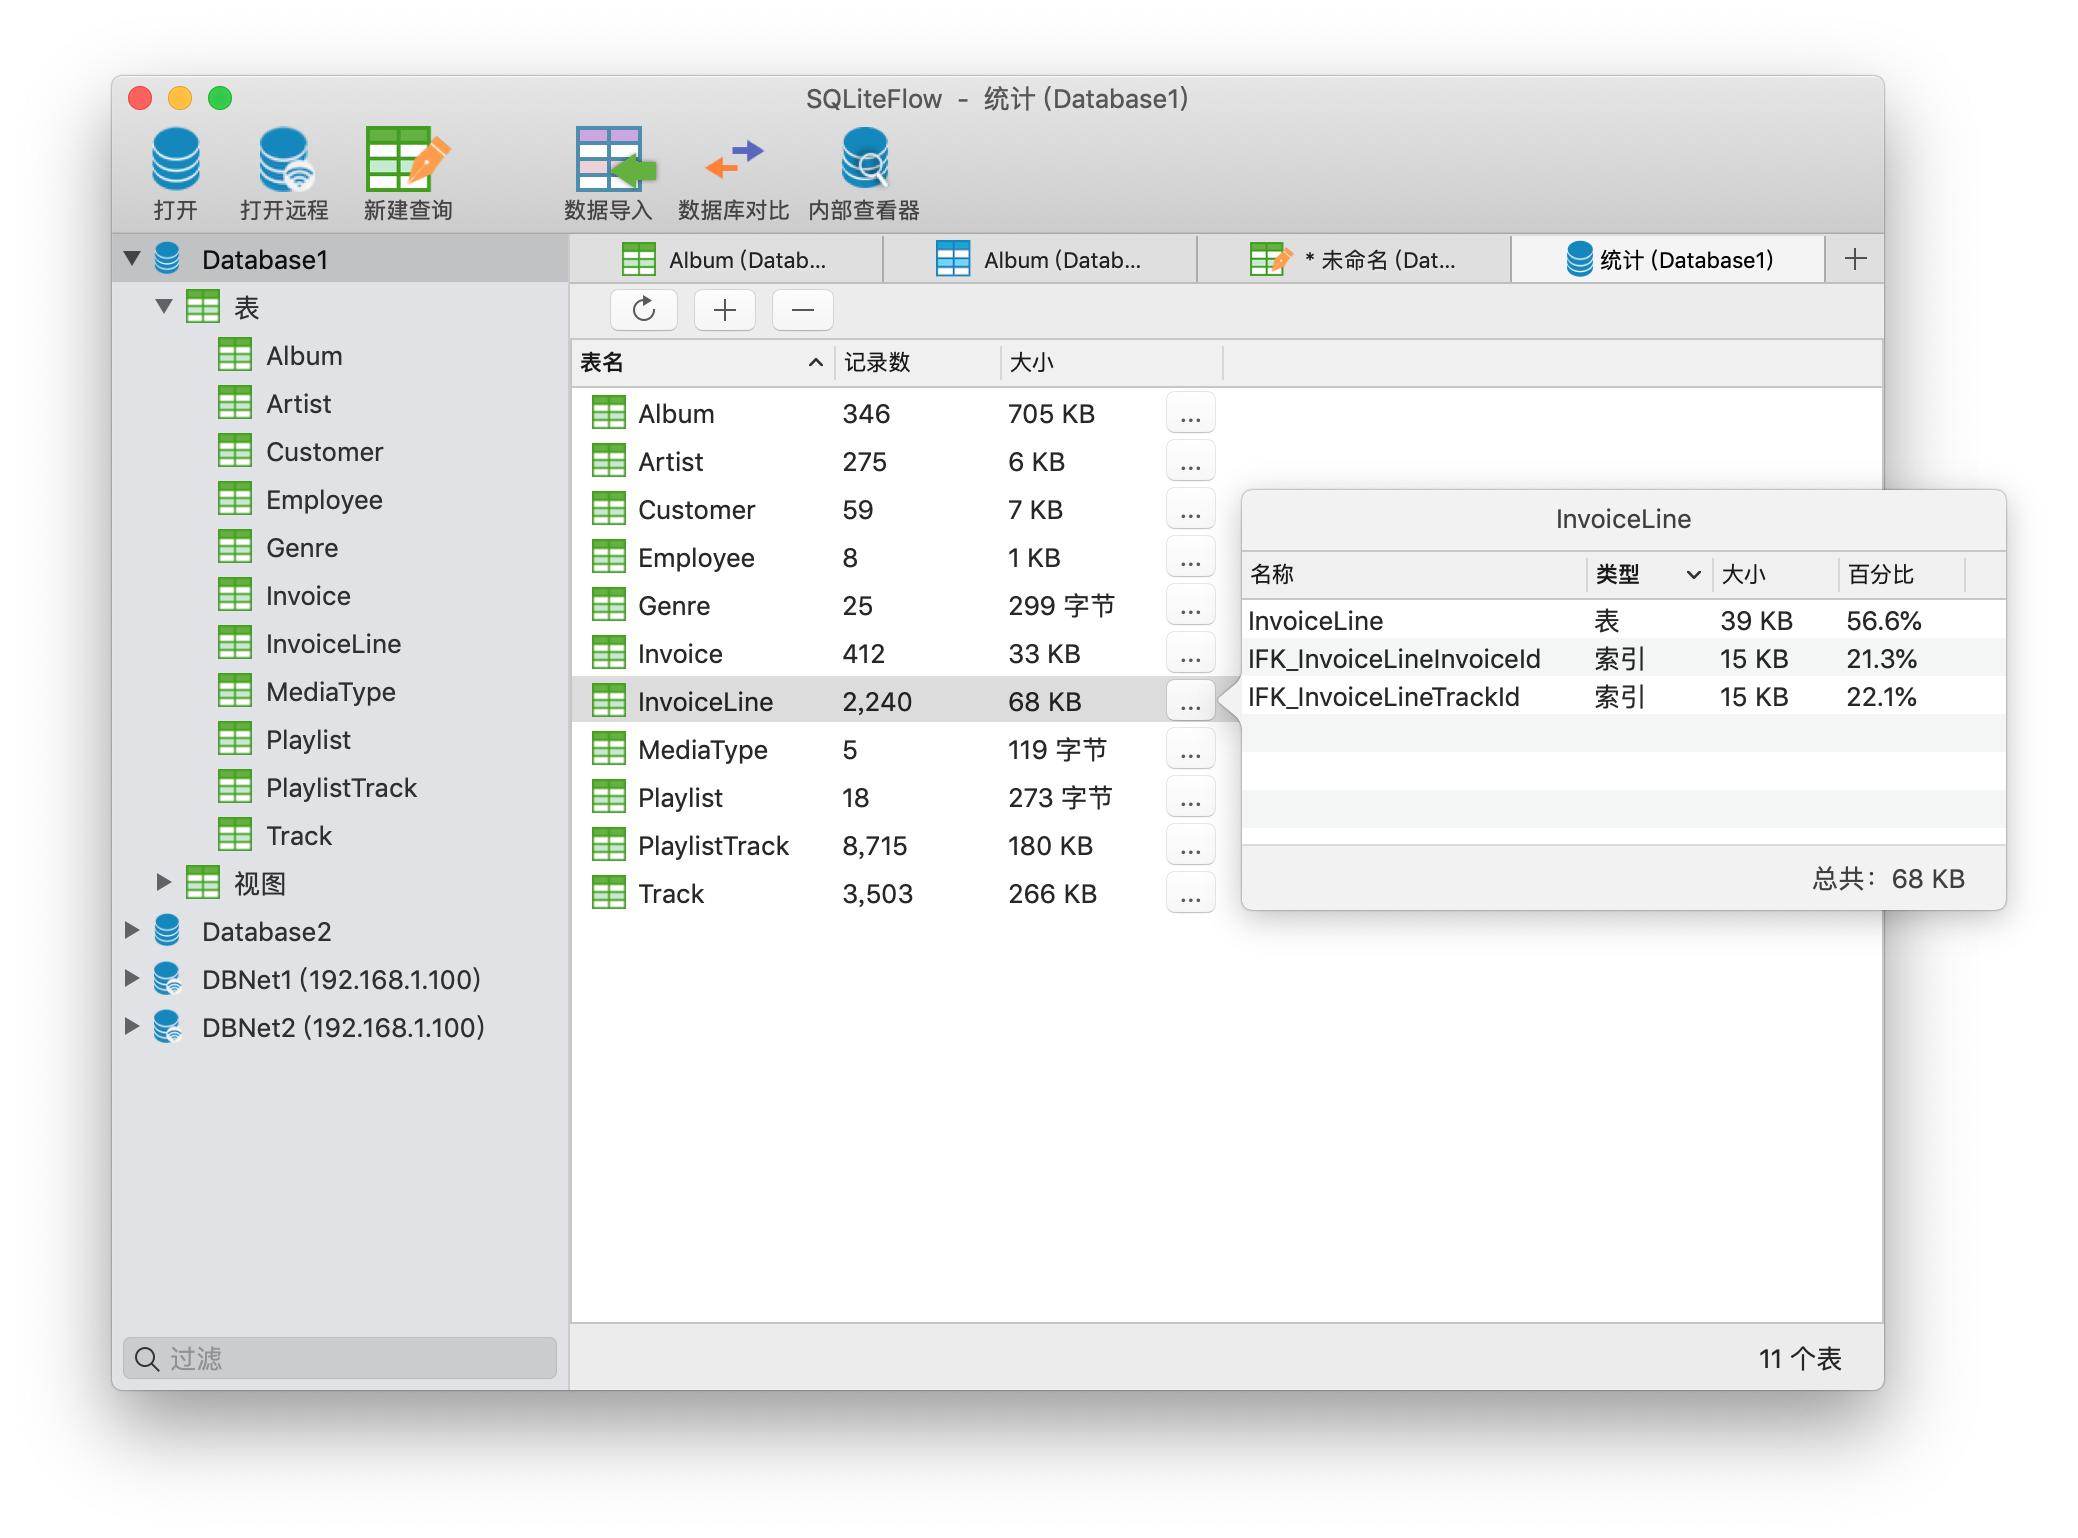 SQLiteFlow - 统计 (Database1)
打开 打开远程 新建查询 数据导入 数据库对比 内部查看器
Database1
表
Album
Artist
Customer
Employee
Genre
Invoice
InvoiceLine
MediaType
Playlist
PlaylistTrack
Track
视图
Database2
DBNet1 (192.168.1.100)
DBNet2 (192.168.1.100)
过滤
Album (Datab... Album (Datab... * 未命名 (Dat... 统计 (Database1)
表名 记录数 大小
Album 346 705 KB ...
Artist 275 6 KB ...
Customer 59 7 KB ...
Employee 8 1 KB ...
Genre 25 299 字节 ...
Invoice 412 33 KB ...
InvoiceLine 2,240 68 KB ...
MediaType 5 119 字节 ...
Playlist 18 273 字节 ...
PlaylistTrack 8,715 180 KB ...
Track 3,503 266 KB ...
InvoiceLine
名称 类型 大小 百分比
InvoiceLine 表 39 KB 56.6%
IFK_InvoiceLineInvoiceId 索引 15 KB 21.3%
IFK_InvoiceLineTrackId 索引 15 KB 22.1%
总共：68 KB
11 个表